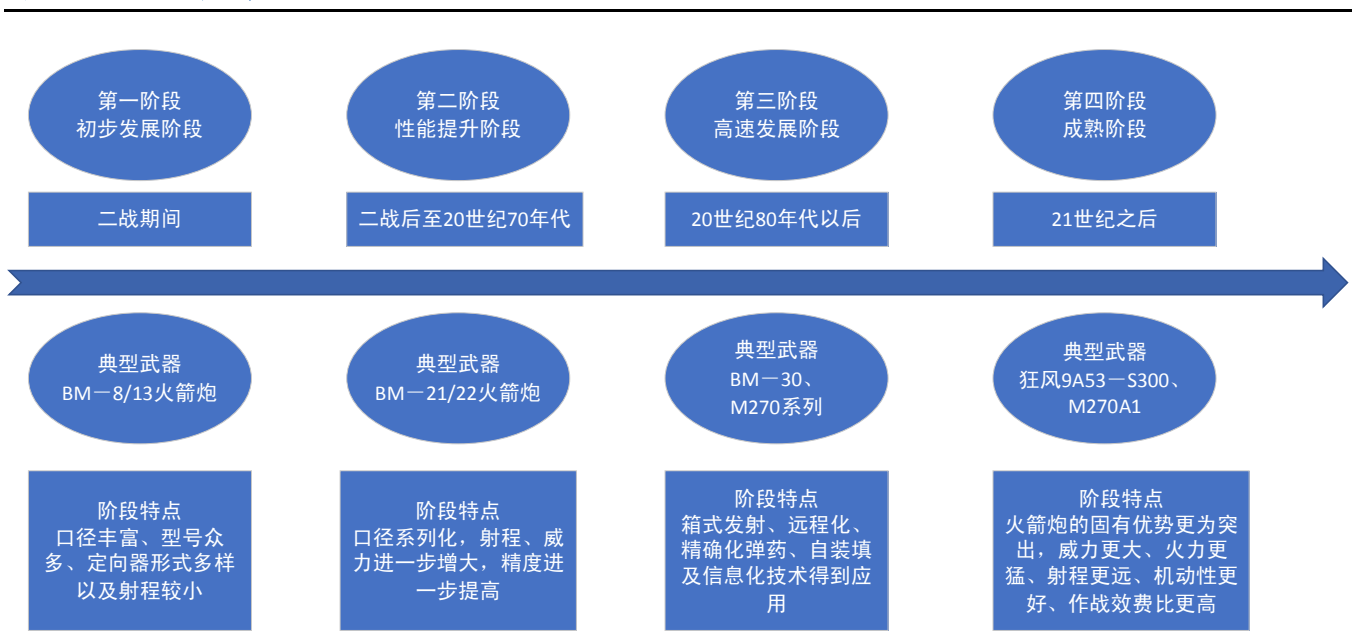 第一阶段
初步发展阶段
第二阶段
性能提升阶段
第三阶段
高速发展阶段
第四阶段
成熟阶段
二战期间
二战后至20世纪70年代
20世纪80年代以后
21世纪之后
典型武器
BM－8/13火箭炮
典型武器
BM－21/22火箭炮
典型武器
BM－30、
M270系列
典型武器
狂风9A53－S300、
M270A1
阶段特点
口径丰富、型号众
多、定向器形式多样
以及射程较小
阶段特点
口径系列化，射程、威
力进一步增大，精度进
一步提高
阶段特点
箱式发射、远程化、
精确化弹药、自装填
及信息化技术得到应
用
阶段特点
火箭炮的固有优势更为突
出，威力更大、火力更
猛、射程更远、机动性更
好、作战效费比更高